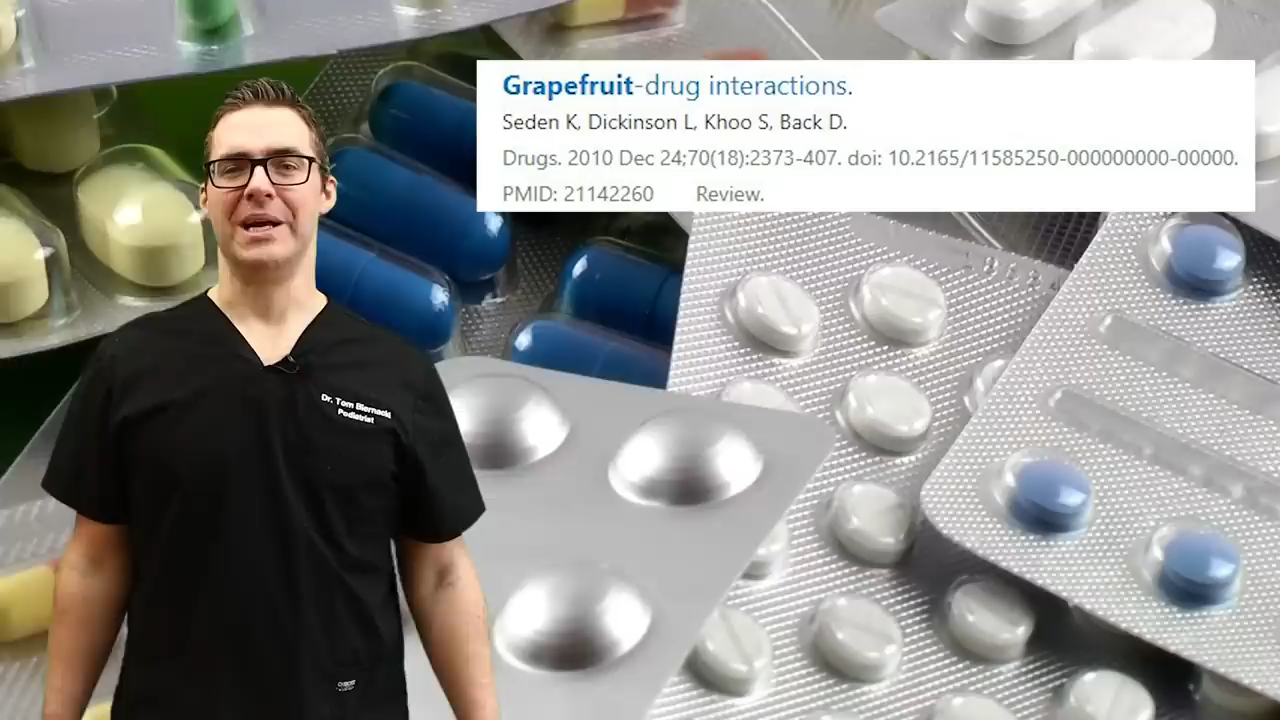 Grapefruit-drug interactions.
Seden K, Dickinson L, Khoo S, Back D.
Drugs. 2010 Dec 24;70(18):2373-407. doi: 10.2165/11585250-000000000-00000.
PMID: 21142260 Review.
Dr. Tom Biernacki
Podiatrist